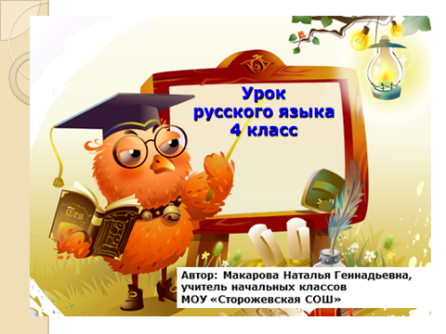 Урок
русского языка
4 класс
Автор: Макарова Наталья Геннадьевна,
учитель начальных классов
МОУ «Сторожевская СОШ»